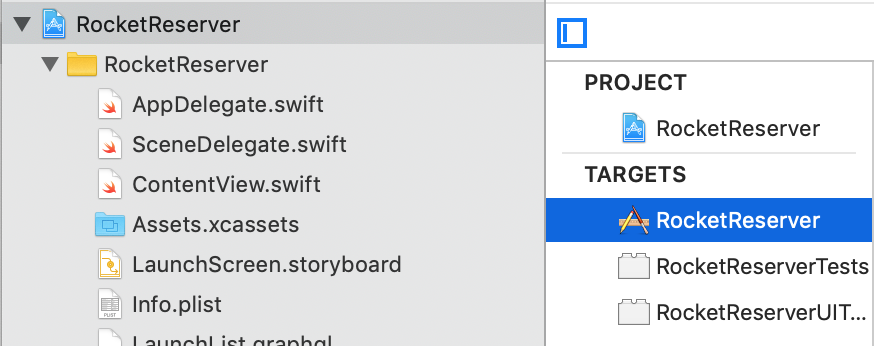 RocketReserver
RocketReserver
AppDelegate.swift
SceneDelegate.swift
ContentView.swift
Assets.xcassets
LaunchScreen.storyboard
Info.plist
LaunchList.graphql
PROJECT
RocketReserver
TARGETS
RocketReserver
RocketReserverTests
RocketReserverUIT...